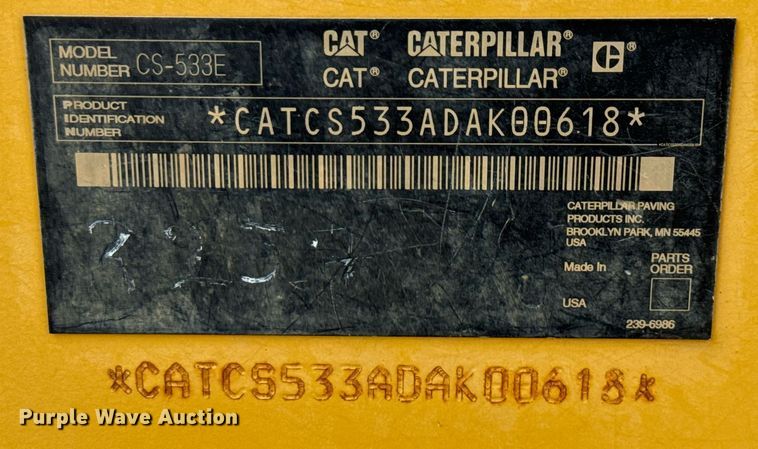 CAT® CATERPILLAR® C®
MODEL NUMBER CS-533E
CAT® CATERPILLAR®
PRODUCT
IDENTIFICATION
NUMBER
*CATCS533ADAK00618*
CATERPILLAR PAVING
PRODUCTS INC.
BROOKLYN PARK, MN 55445
USA
Made In
USA
PARTS
ORDER
239-6986
*CATCS533ADAK00618*
Purple Wave Auction